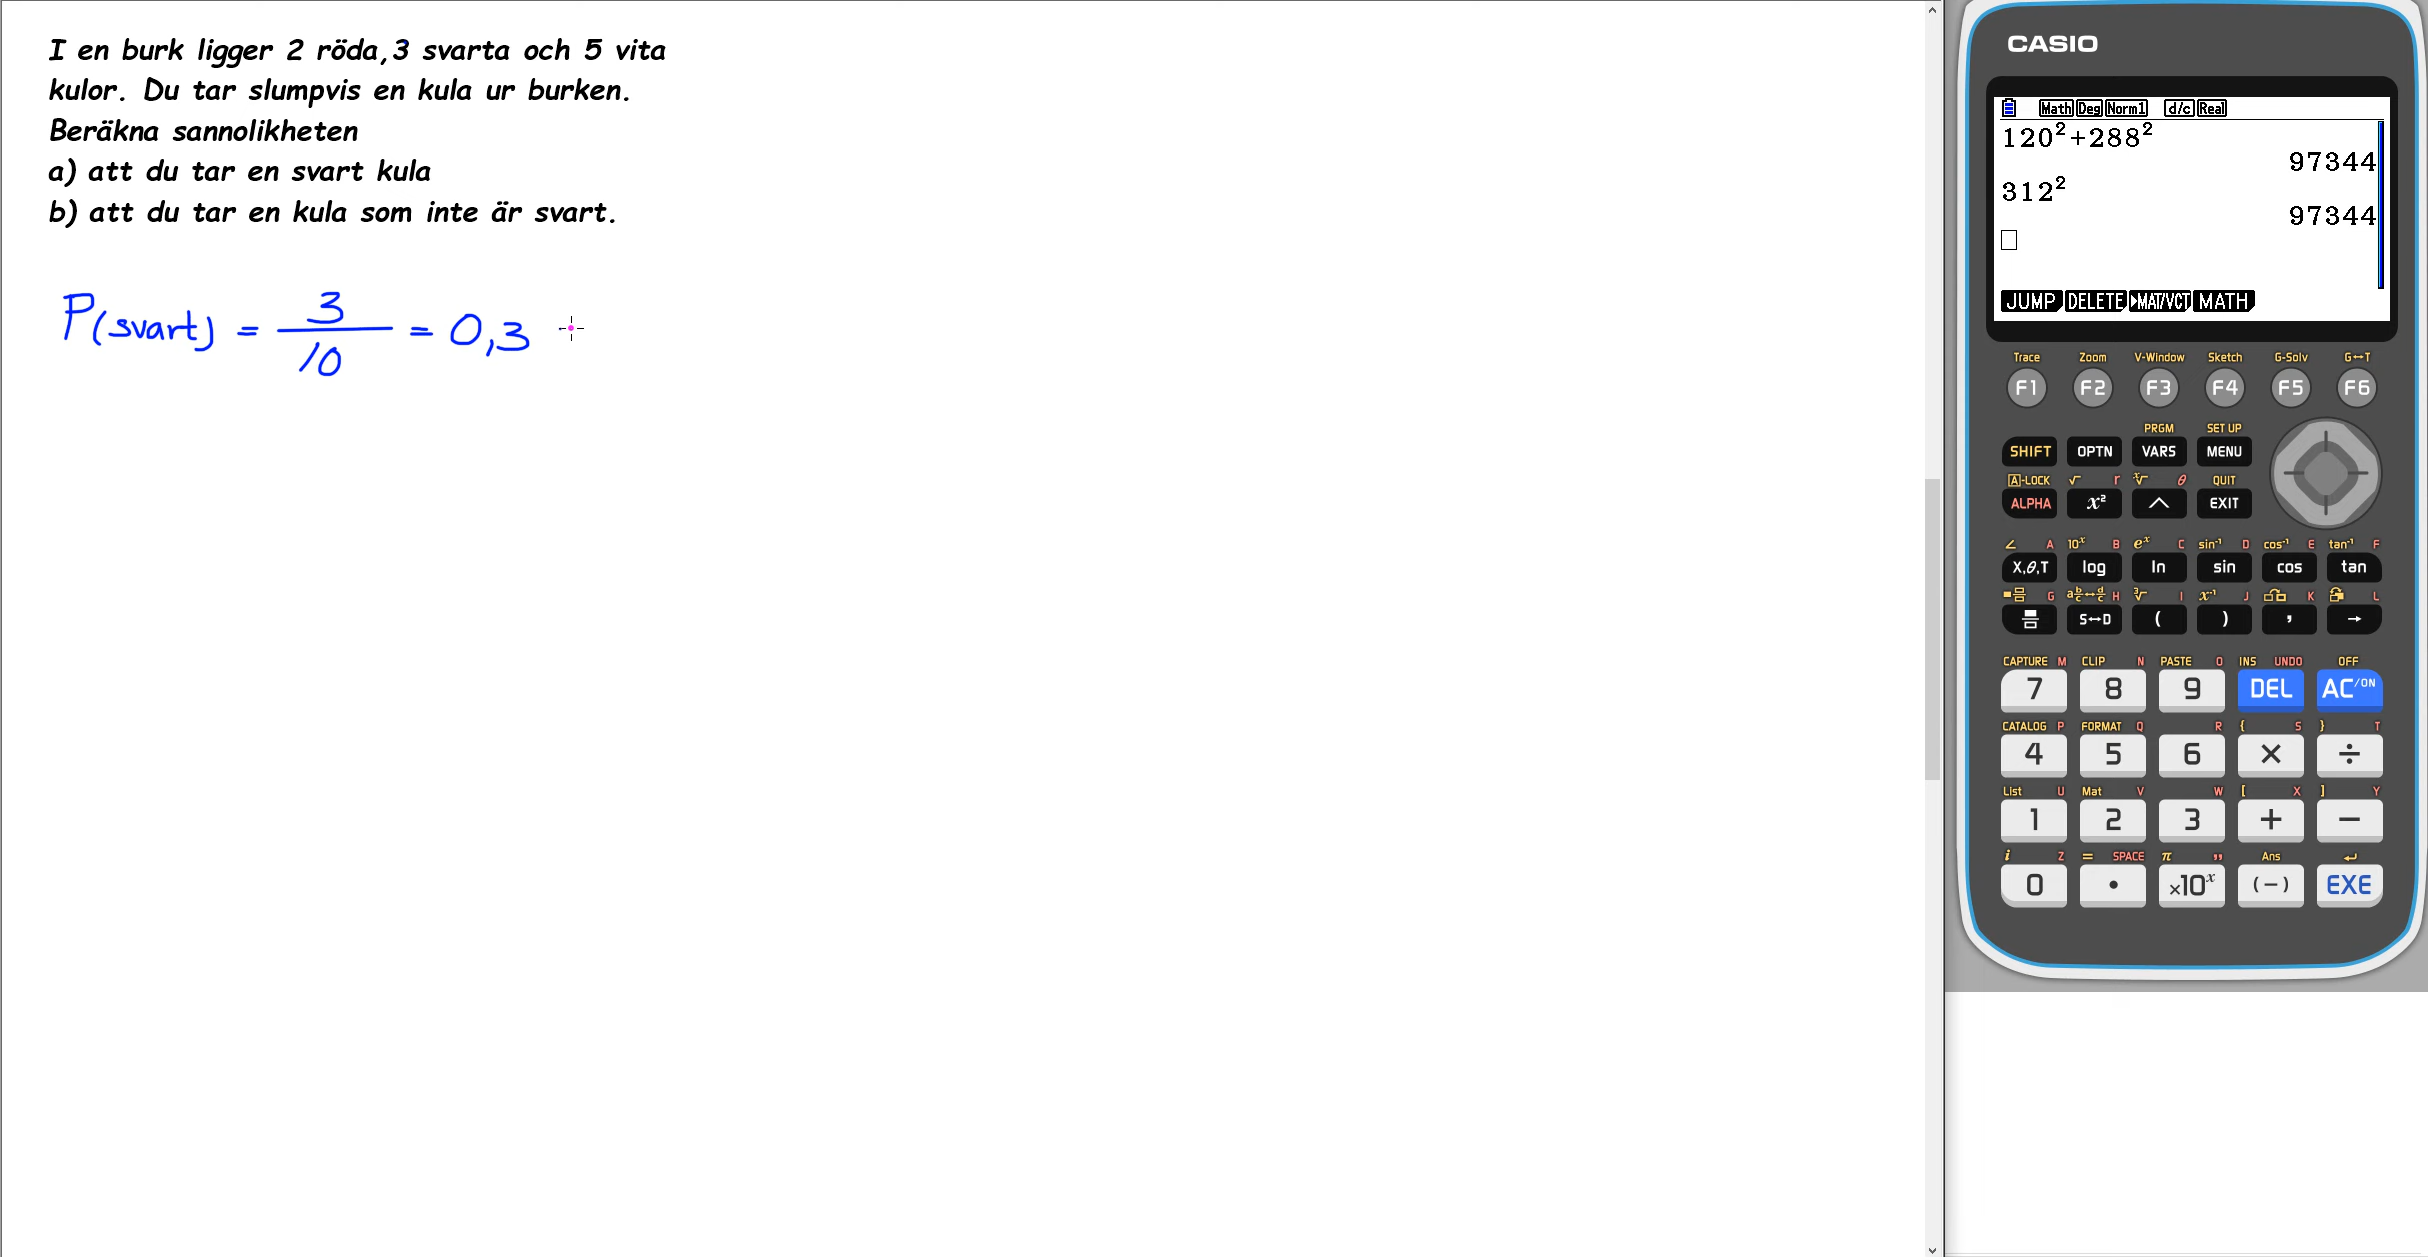 I en burk ligger 2 röda,3 svarta och 5 vita
kulor. Du tar slumpvis en kula ur burken.
Beräkna sannolikheten
a) att du tar en svart kula
b) att du tar en kula som inte är svart.
P(svart) = 3/10 = 0,3
CASIO
Math Deg Norm1 d/c Real
120²+288²
97344
312²
97344
JUMP DELETE ▸MAT/VCT MATH
Trace Zoom V-Window Sketch G-Solv G↔T
F1 F2 F3 F4 F5 F6
PRGM SET UP
SHIFT OPTN VARS MENU
A-LOCK √ r ˣ√ θ QUIT
ALPHA x² ^ EXIT
∠ A 10ˣ B eˣ C sin⁻¹ D cos⁻¹ E tan⁻¹ F
X,θ,T log ln sin cos tan
G a b/c↔d/c H ³√ I x⁻¹ J K L
S↔D ( ) , →
CAPTURE M CLIP N PASTE O INS UNDO OFF
7 8 9 DEL AC/ON
CATALOG P FORMAT Q R { S } T
4 5 6 × ÷
List U Mat V W [ X ] Y
1 2 3 + −
i Z = SPACE π " Ans ↵
0 • ×10ˣ (−) EXE